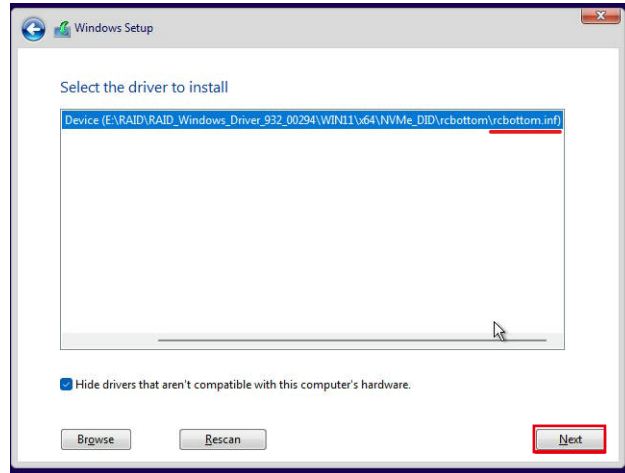 Windows Setup
Select the driver to install
Device (E:\RAID\RAID_Windows_Driver_932_00294\WIN11\x64\NVMe_DID\rcbottom\rcbottom.inf)
Hide drivers that aren't compatible with this computer's hardware.
Browse Rescan Next